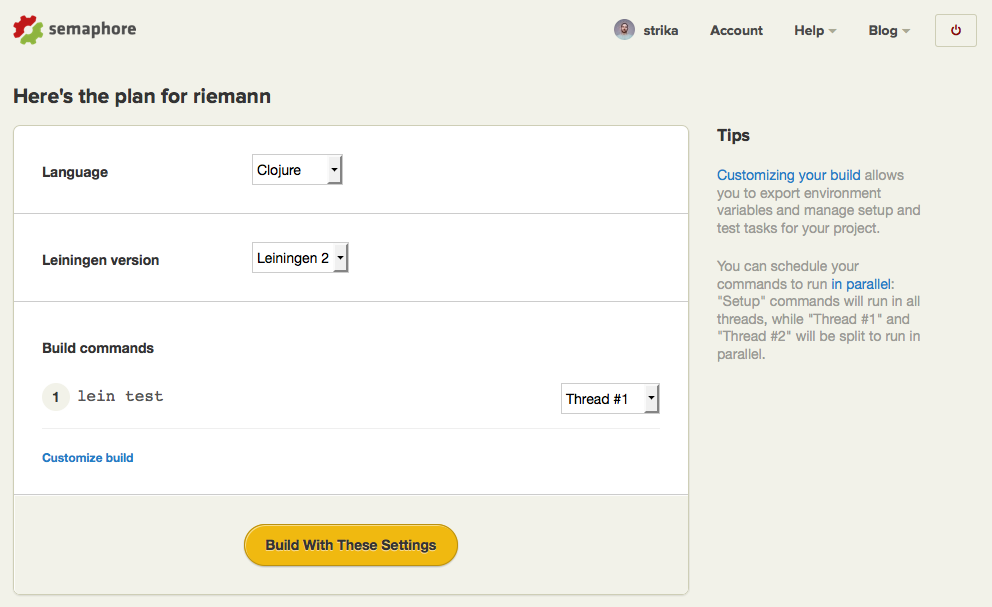 semaphore
strika Account Help Blog
Here's the plan for riemann
Language Clojure
Leiningen version Leiningen 2
Build commands
1 lein test Thread #1
Customize build
Build With These Settings
Tips
Customizing your build allows
you to export environment
variables and manage setup and
test tasks for your project.
You can schedule your
commands to run in parallel:
"Setup" commands will run in all
threads, while "Thread #1" and
"Thread #2" will be split to run in
parallel.